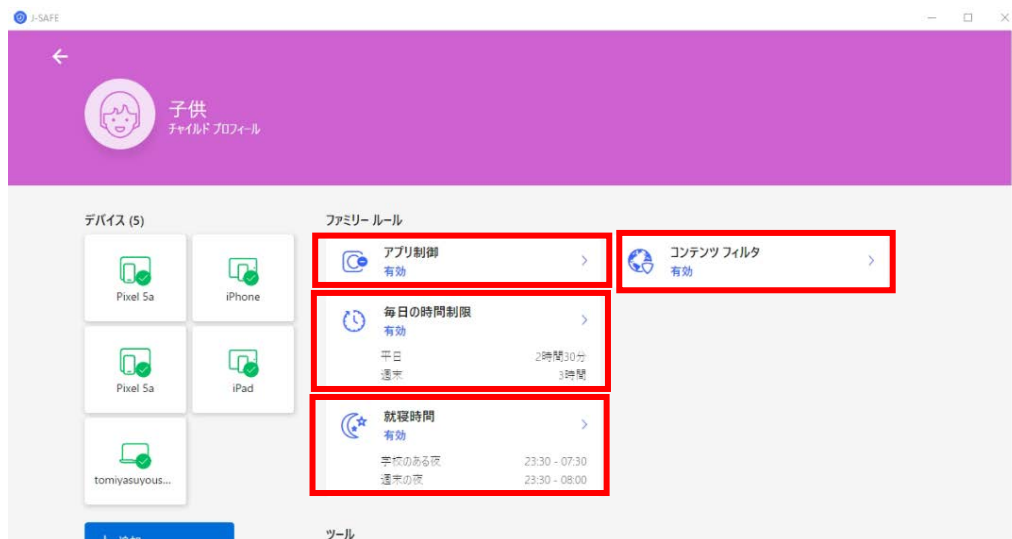 J-SAFE
子供
チャイルド プロフィール
デバイス (5)
Pixel 5a
iPhone
Pixel 5a
iPad
tomiyasuyous...
ファミリー ルール
アプリ制御
有効
コンテンツ フィルタ
有効
毎日の時間制限
有効
平日 2時間30分
週末 3時間
就寝時間
有効
学校のある夜 23:30 - 07:30
週末の夜 23:30 - 08:00
ツール